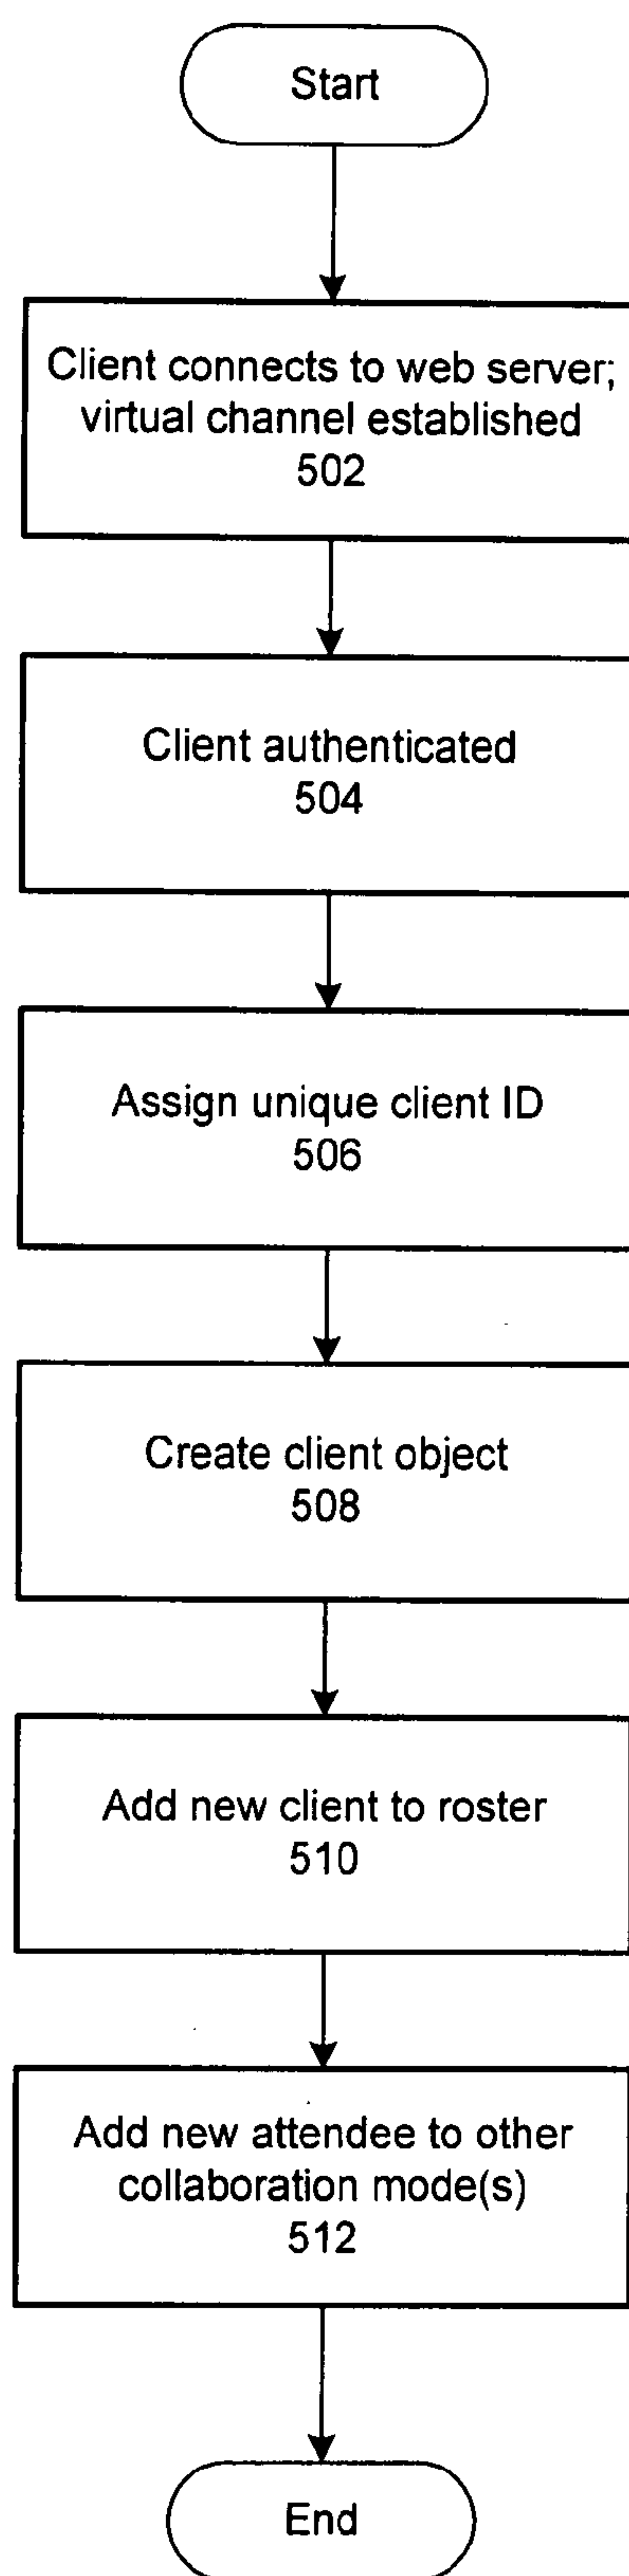 Start
Client connects to web server;
virtual channel established
502
Client authenticated
504
Assign unique client ID
506
Create client object
508
Add new client to roster
510
Add new attendee to other
collaboration mode(s)
512
End